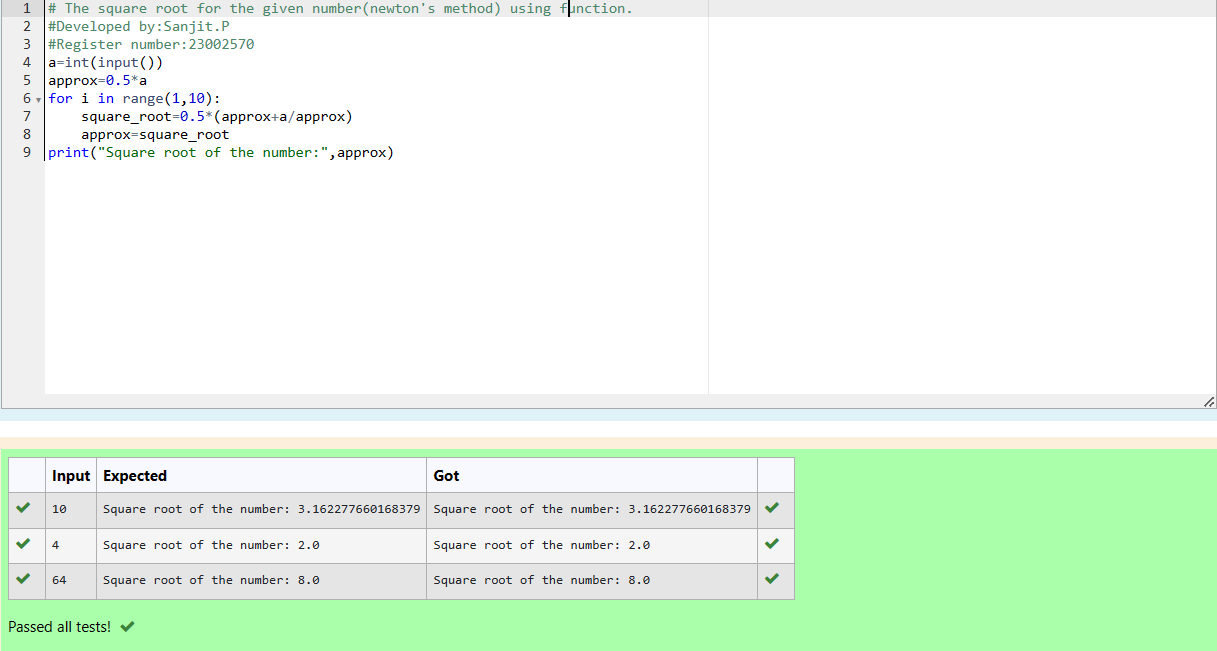 1 # The square root for the given number(newton's method) using function.
2 #Developed by:Sanjit.P
3 #Register number:23002570
4 a=int(input())
5 approx=0.5*a
6 for i in range(1,10):
7     square_root=0.5*(approx+a/approx)
8     approx=square_root
9 print("Square root of the number:",approx)
Input Expected Got
10 Square root of the number: 3.162277660168379 Square root of the number: 3.162277660168379
4 Square root of the number: 2.0 Square root of the number: 2.0
64 Square root of the number: 8.0 Square root of the number: 8.0
Passed all tests!